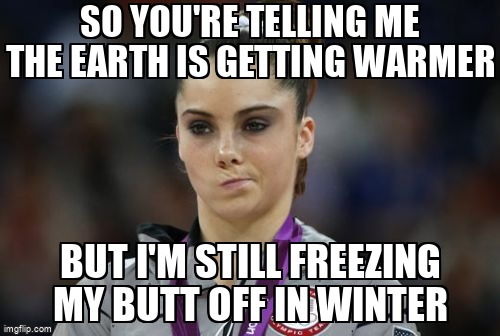 SO YOU'RE TELLING ME
THE EARTH IS GETTING WARMER
BUT I'M STILL FREEZING
MY BUTT OFF IN WINTER
imgflip.com